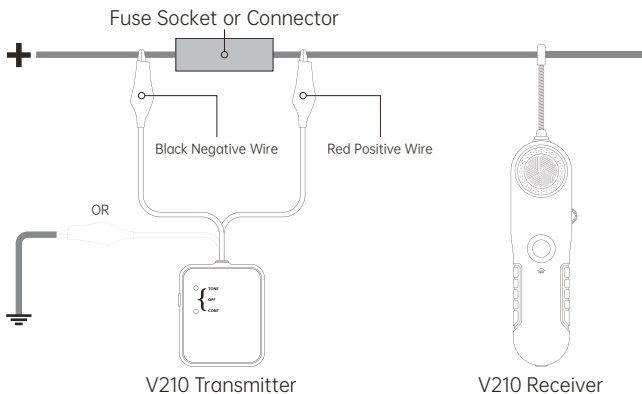 Fuse Socket or Connector
Black Negative Wire
Red Positive Wire
OR
TONE
OFF
CONT
V210 Transmitter
V210 Receiver